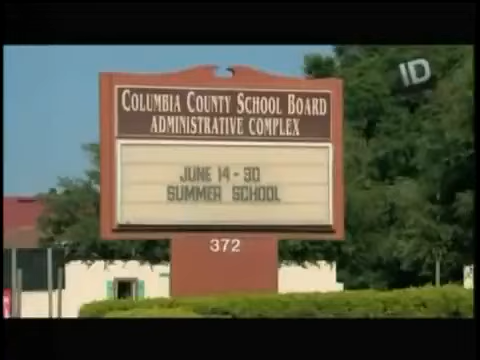 ID
COLUMBIA COUNTY SCHOOL BOARD
ADMINISTRATIVE COMPLEX
JUNE 14 - 30
SUMMER SCHOOL
372